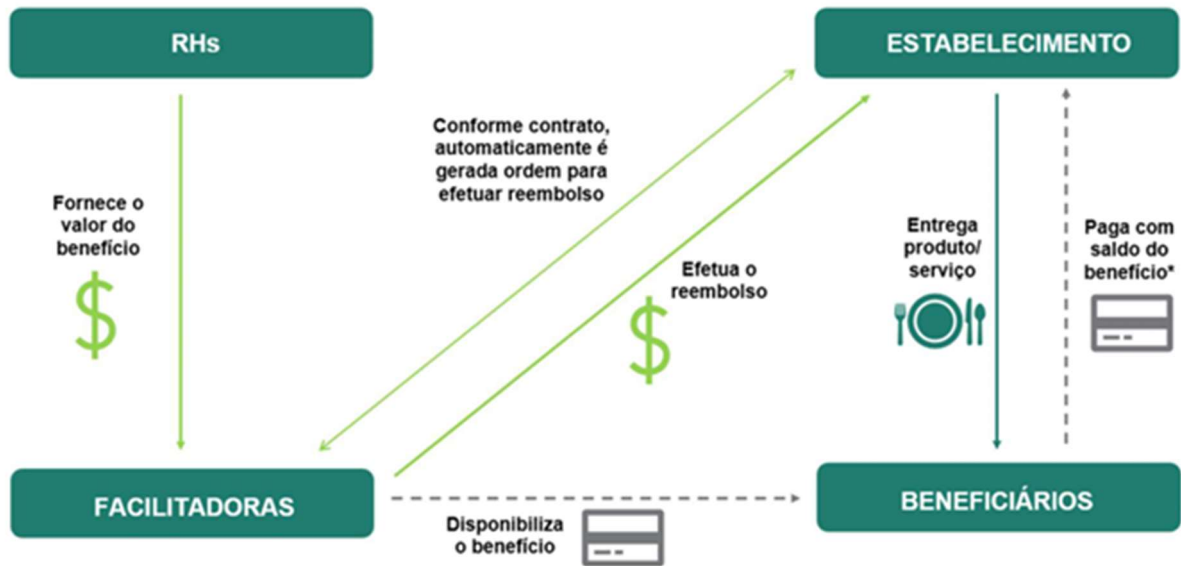 RHs
ESTABELECIMENTO
Conforme contrato,
automaticamente é
gerada ordem para
efetuar reembolso
Fornece o
valor do
benefício
Efetua o
reembolso
Entrega
produto/
serviço
Paga com
saldo do
benefício*
FACILITADORAS
BENEFICIÁRIOS
Disponibiliza
o benefício